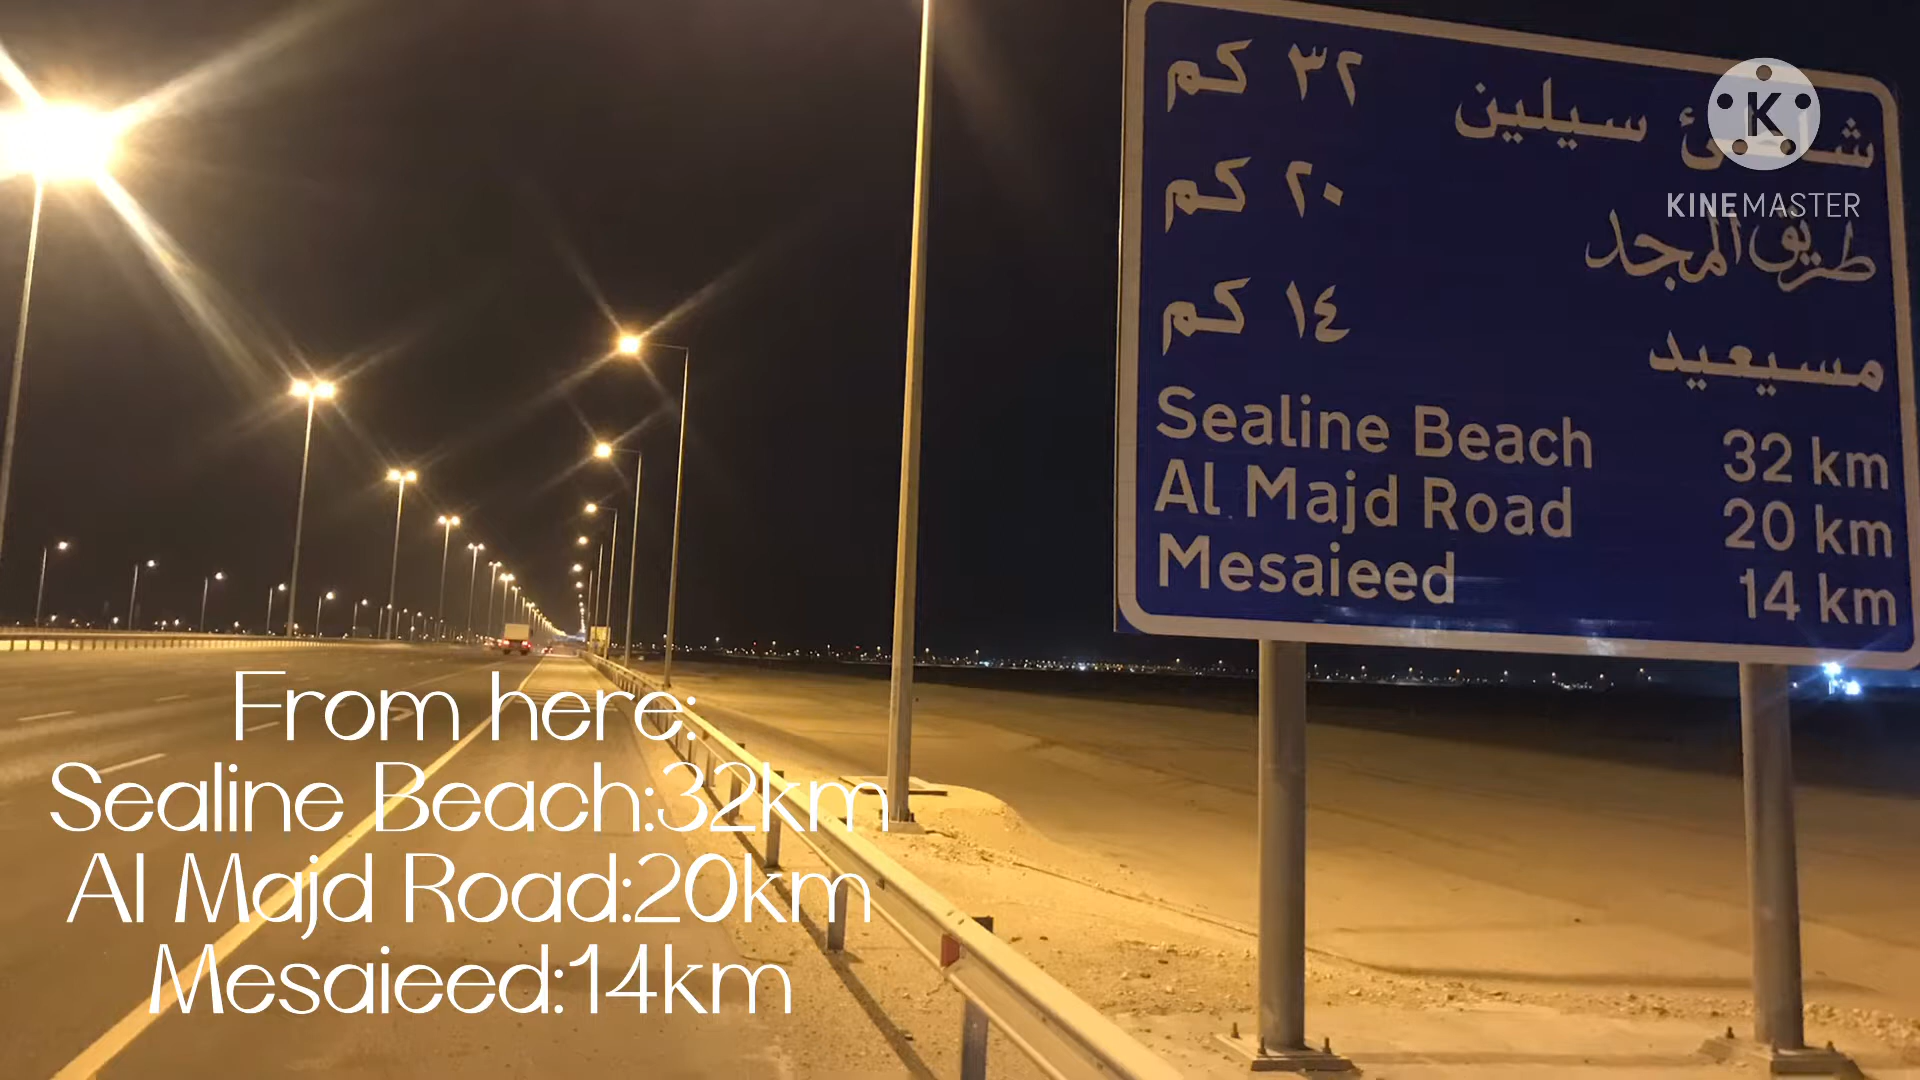 شاطئ سيلين ٣٢ كم
طريق المجد ٢٠ كم
مسيعيد ١٤ كم
Sealine Beach 32 km
Al Majd Road 20 km
Mesaieed 14 km
K
KINEMASTER
From here:
Sealine Beach:32km
Al Majd Road:20km
Mesaieed:14km